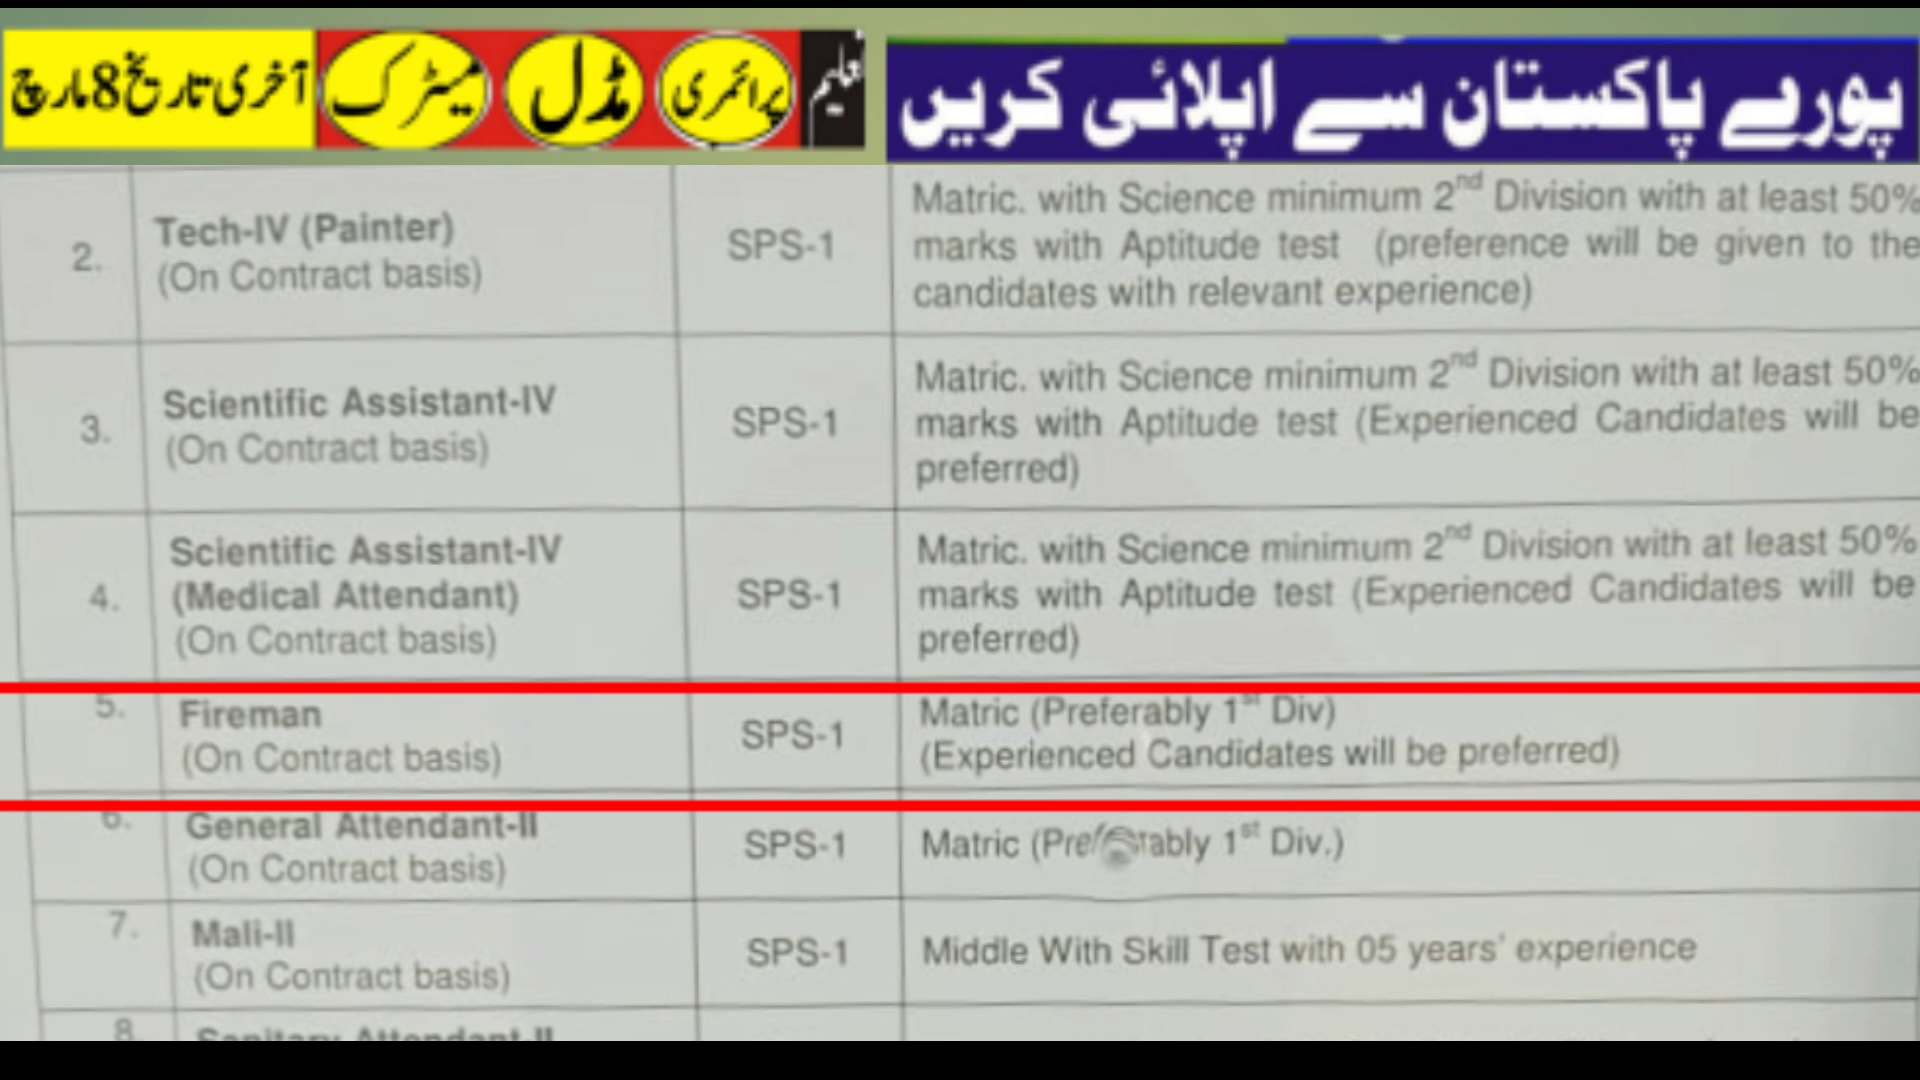 پورے پاکستان سے اپلائی کریں
تعلیم پرائمری مڈل میٹرک آخری تاریخ 8 مارچ
2.
Tech-IV (Painter)
(On Contract basis)
SPS-1
Matric. with Science minimum 2nd Division with at least 50%
marks with Aptitude test (preference will be given to the
candidates with relevant experience)
3.
Scientific Assistant-IV
(On Contract basis)
SPS-1
Matric. with Science minimum 2nd Division with at least 50%
marks with Aptitude test (Experienced Candidates will be
preferred)
4.
Scientific Assistant-IV
(Medical Attendant)
(On Contract basis)
SPS-1
Matric. with Science minimum 2nd Division with at least 50%
marks with Aptitude test (Experienced Candidates will be
preferred)
5.
Fireman
(On Contract basis)
SPS-1
Matric (Preferably 1st Div)
(Experienced Candidates will be preferred)
6.
General Attendant-II
(On Contract basis)
SPS-1
Matric (Preferably 1st Div.)
7.
Mali-II
(On Contract basis)
SPS-1
Middle With Skill Test with 05 years' experience
8.
Sanitary Attendant-II